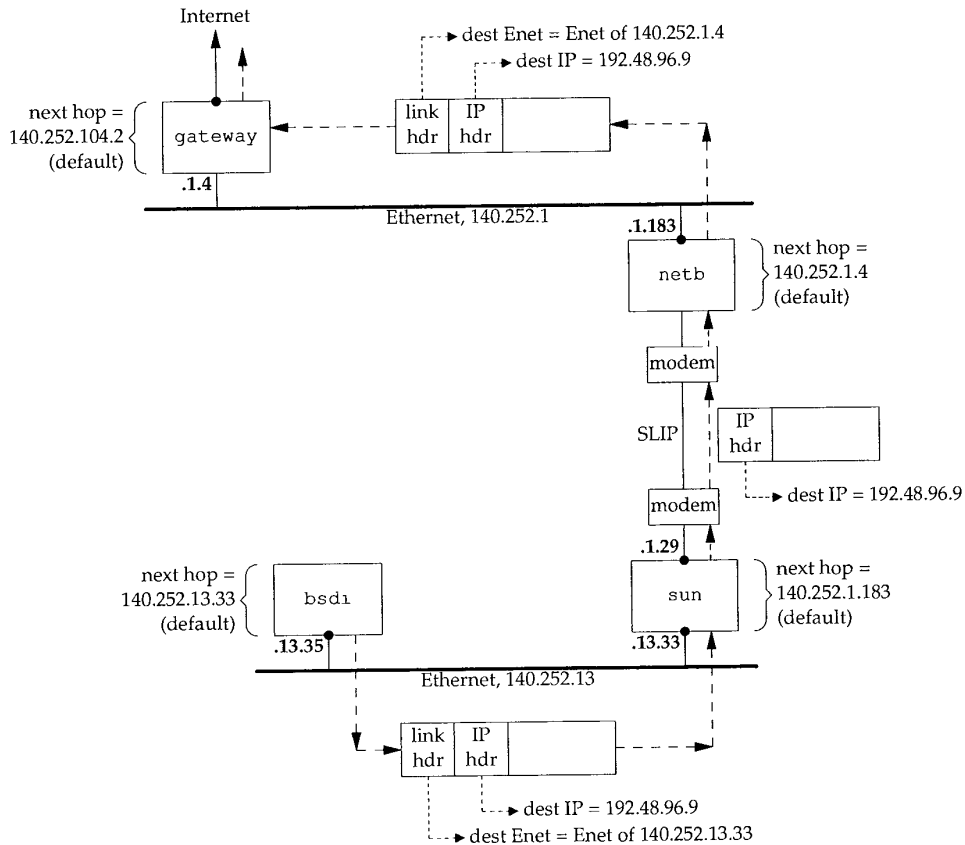 Internet
dest Enet = Enet of 140.252.1.4
dest IP = 192.48.96.9
next hop =
140.252.104.2
(default)
gateway
link
hdr
IP
hdr
.1.4
Ethernet, 140.252.1
.1.183
netb
next hop =
140.252.1.4
(default)
modem
SLIP
IP
hdr
dest IP = 192.48.96.9
modem
.1.29
next hop =
140.252.13.33
(default)
bsdi
sun
next hop =
140.252.1.183
(default)
.13.35
.13.33
Ethernet, 140.252.13
link
hdr
IP
hdr
dest IP = 192.48.96.9
dest Enet = Enet of 140.252.13.33